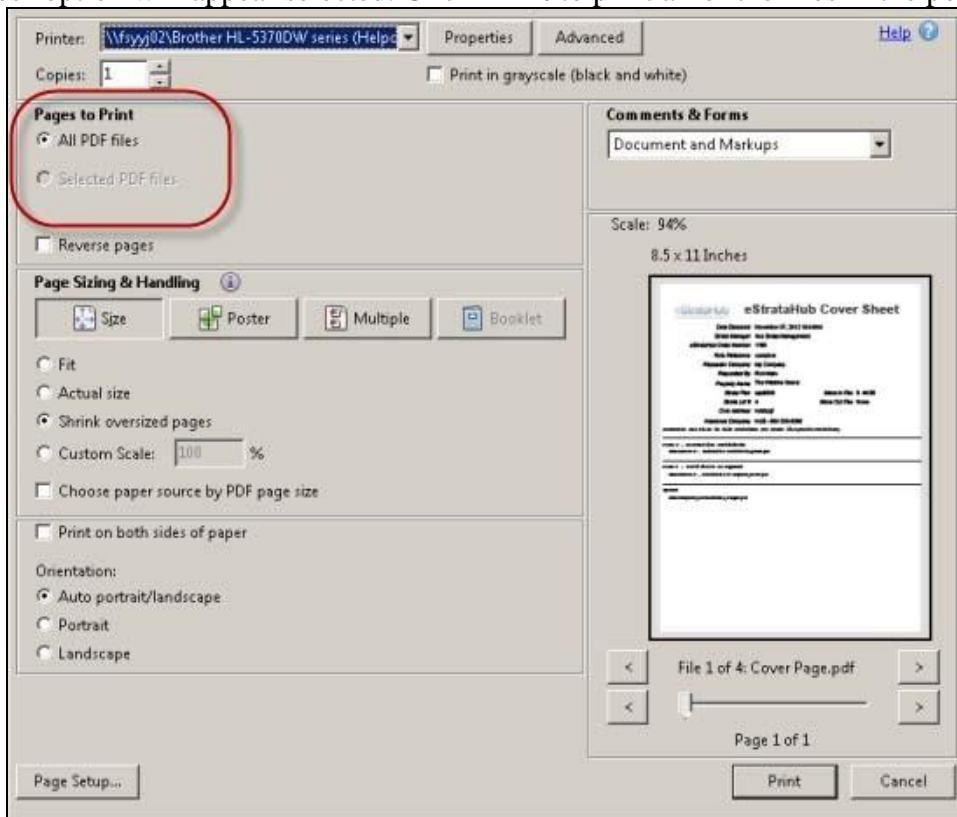 Printer: \\fsyyj02\Brother HL-5370DW series (Helpd Properties Advanced Help
Copies: 1 Print in grayscale (black and white)
Pages to Print
All PDF files
Selected PDF files
Reverse pages
Comments & Forms
Document and Markups
Page Sizing & Handling
Size Poster Multiple Booklet
Fit
Actual size
Shrink oversized pages
Custom Scale: 100 %
Choose paper source by PDF page size
Print on both sides of paper
Orientation:
Auto portrait/landscape
Portrait
Landscape
Scale: 94%
8.5 x 11 Inches
eStrataHub Cover Sheet
< File 1 of 4: Cover Page.pdf >
< >
Page 1 of 1
Page Setup... Print Cancel